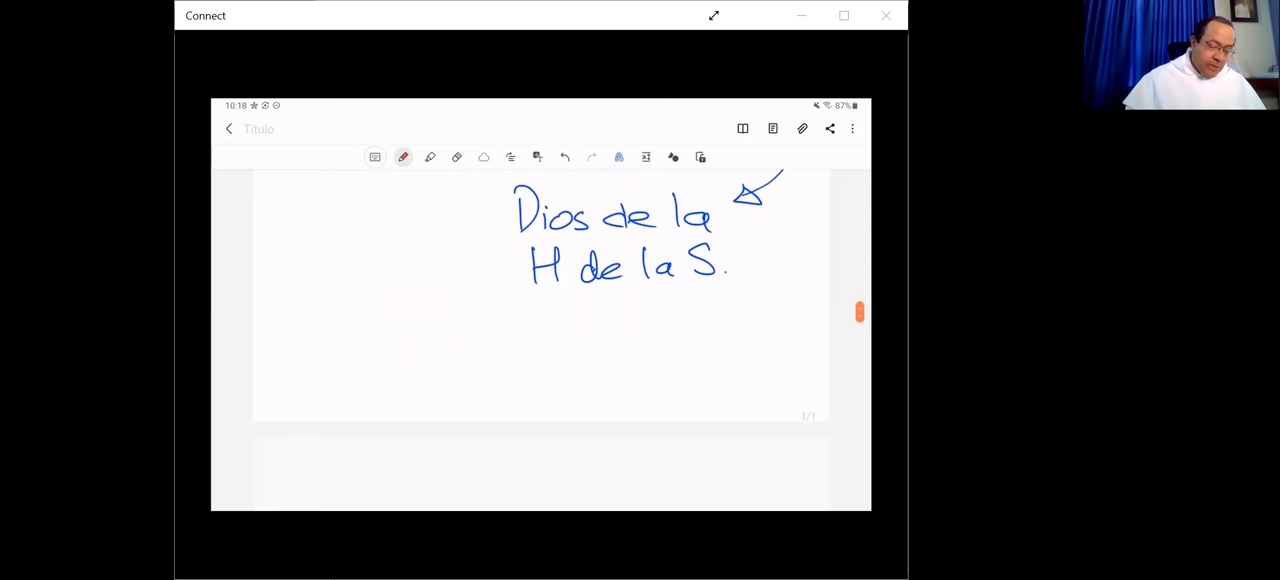 Connect
10:18
87%
Título
Dios de la
H de la S.
1/1